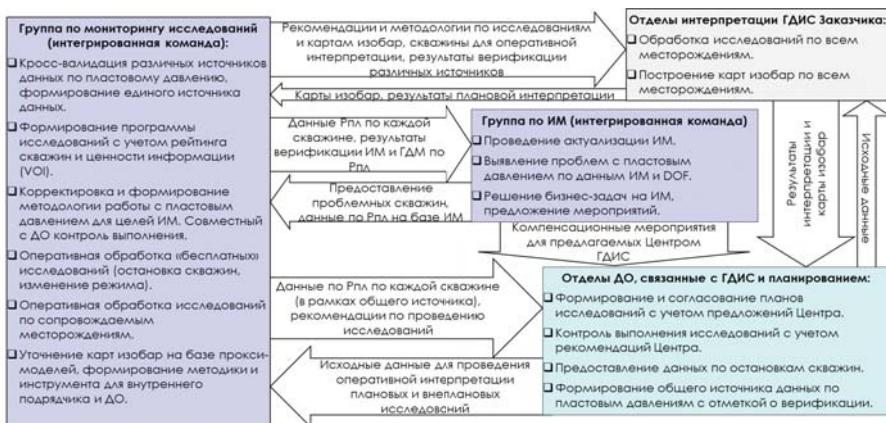 Группа по мониторингу исследований
(интегрированная команда):
Кросс-валидация различных источников
данных по пластовому давлению,
формирование единого источника
данных.
Формирование программы
исследований с учетом рейтинга
скважин и ценности информации
(VOI).
Корректировка и формирование
методологии работы с пластовым
давлением для целей ИМ. Совместный
с ДО контроль выполнения.
Оперативная обработка «бесплатных»
исследований (остановка скважин,
изменение режима).
Оперативная обработка исследований
по сопровождаемым
месторождениям.
Уточнение карт изобар на базе прокси-
моделей, формирование методики и
инструмента для внутреннего
подрядчика и ДО.
Рекомендации и методологии по исследованиям
и картам изобар, скважины для оперативной
интерпретации, результаты верификации
различных источников
Карты изобар, результаты плановой интерпретации
Отделы интерпретации ГДИС Заказчика:
Обработка исследований по всем
месторождениям.
Построение карт изобар по всем
месторождениям.
Данные Рпл по каждой
скважине, результаты
верификации ИМ и ГДМ по
Рпл
Предоставление
проблемных скважин,
данные по Рпл на базе ИМ
Группа по ИМ (интегрированная команда)
Проведение актуализации ИМ.
Выявление проблем с пластовым
давлением по данным ИМ и DOF.
Решение бизнес-задач на ИМ,
предложение мероприятий.
Результаты
интерпретации и
карты изобар
Исходные данные
Компенсационные мероприятия
для предлагаемых Центром
ГДИС
Данные по Рпл по каждой скважине
(в рамках общего источника),
рекомендации по проведению
исследований
Исходные данные для проведения
оперативной интерпретации
плановых и внеплановых
исследовсний
Отделы ДО, связанные с ГДИС и планированием:
Формирование и согласование планов
исследований с учетом предложений Центра.
Контроль выполнения исследований с учетом
рекомендаций Центра.
Предоставление данных по остановкам скважин.
Формирование общего источника данных по
пластовым давлениям с отметкой о верификации.